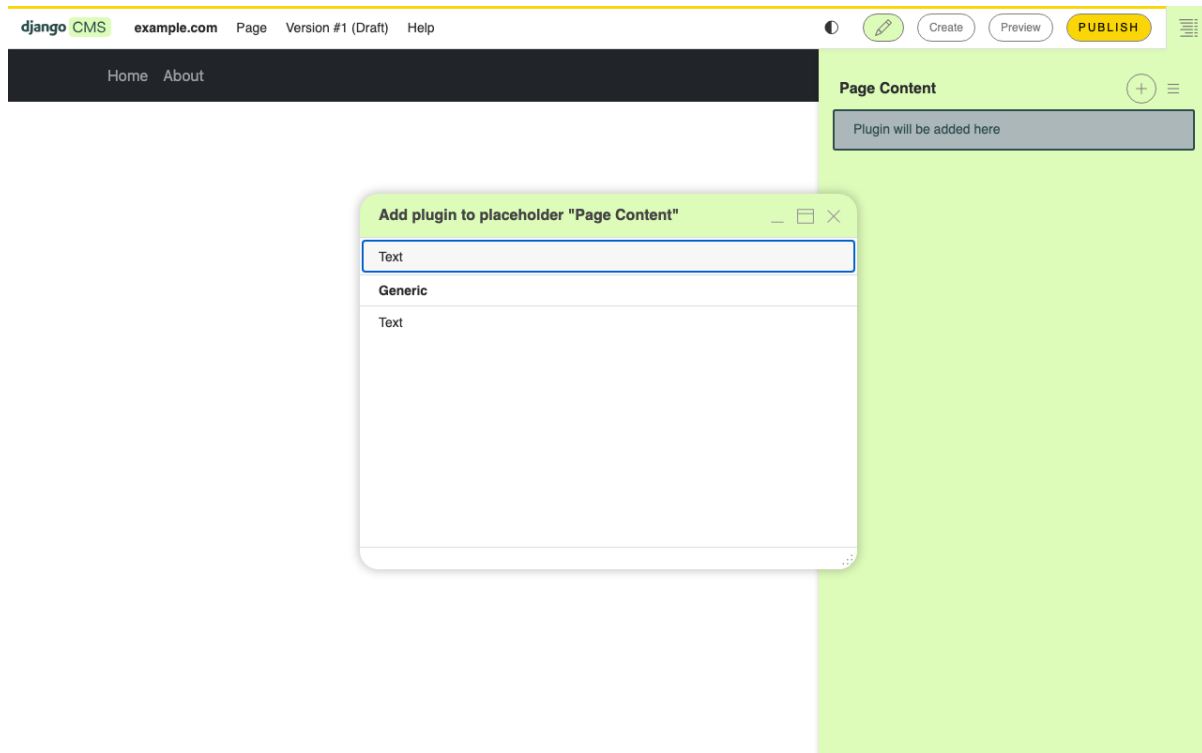 django CMS example.com Page Version #1 (Draft) Help Create Preview PUBLISH
Home About
Page Content
Plugin will be added here
Add plugin to placeholder "Page Content"
Text
Generic
Text